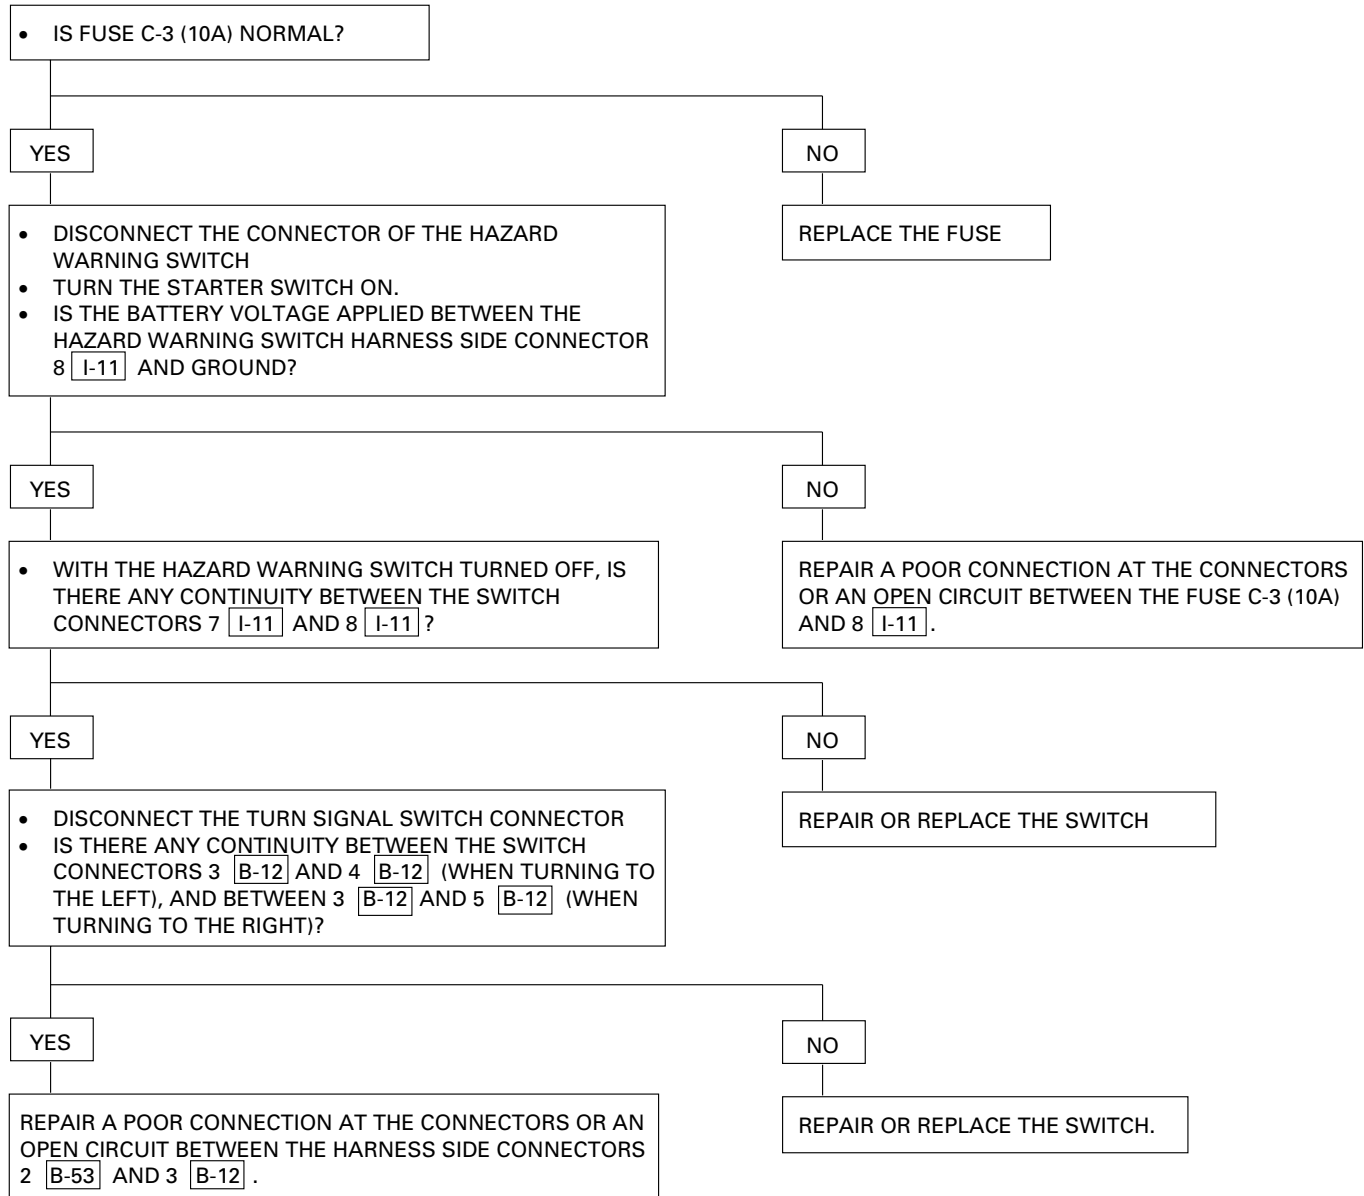 • IS FUSE C-3 (10A) NORMAL?
YES
NO
• DISCONNECT THE CONNECTOR OF THE HAZARD
WARNING SWITCH
• TURN THE STARTER SWITCH ON.
• IS THE BATTERY VOLTAGE APPLIED BETWEEN THE
HAZARD WARNING SWITCH HARNESS SIDE CONNECTOR
8 I-11 AND GROUND?
REPLACE THE FUSE
YES
NO
• WITH THE HAZARD WARNING SWITCH TURNED OFF, IS
THERE ANY CONTINUITY BETWEEN THE SWITCH
CONNECTORS 7 I-11 AND 8 I-11 ?
REPAIR A POOR CONNECTION AT THE CONNECTORS
OR AN OPEN CIRCUIT BETWEEN THE FUSE C-3 (10A)
AND 8 I-11 .
YES
NO
• DISCONNECT THE TURN SIGNAL SWITCH CONNECTOR
• IS THERE ANY CONTINUITY BETWEEN THE SWITCH
CONNECTORS 3 B-12 AND 4 B-12 (WHEN TURNING TO
THE LEFT), AND BETWEEN 3 B-12 AND 5 B-12 (WHEN
TURNING TO THE RIGHT)?
REPAIR OR REPLACE THE SWITCH
YES
NO
REPAIR A POOR CONNECTION AT THE CONNECTORS OR AN
OPEN CIRCUIT BETWEEN THE HARNESS SIDE CONNECTORS
2 B-53 AND 3 B-12 .
REPAIR OR REPLACE THE SWITCH.